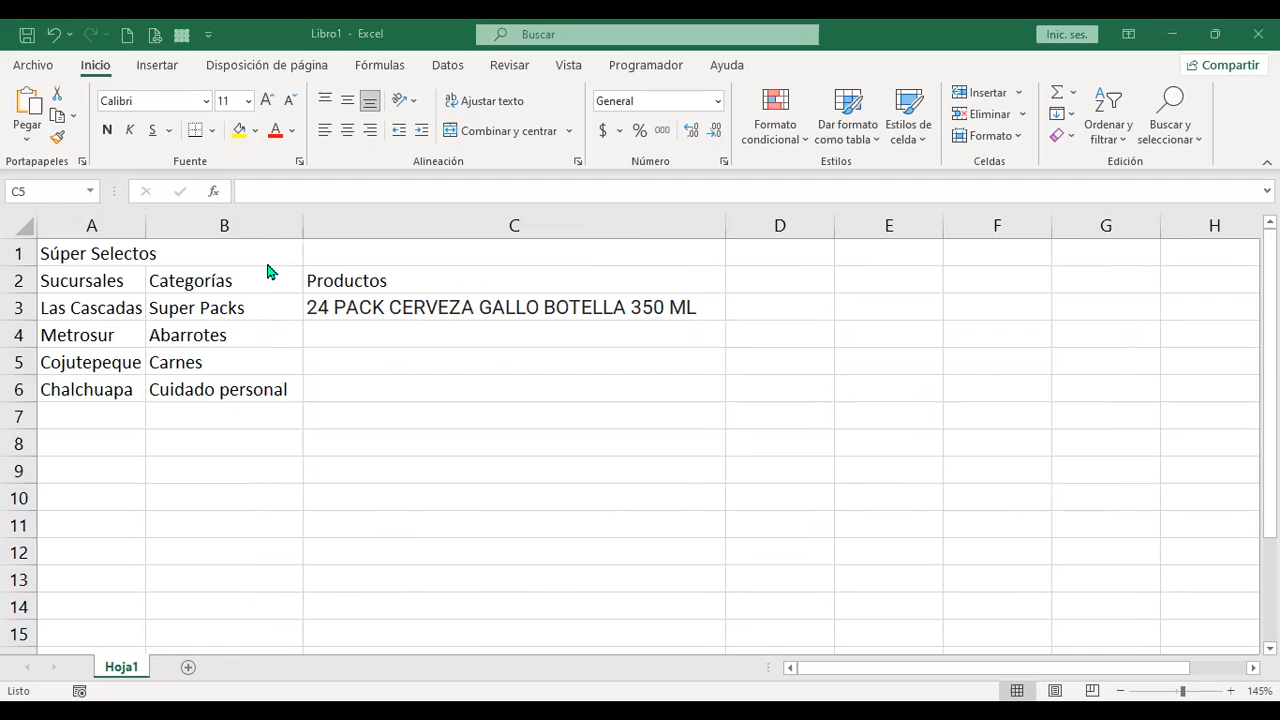 Libro1 - Excel
Buscar
Inic. ses.
Archivo Inicio Insertar Disposición de página Fórmulas Datos Revisar Vista Programador Ayuda
Compartir
Pegar
Calibri 11
N K S
Ajustar texto
Combinar y centrar
General
$ % 000
Formato condicional
Dar formato como tabla
Estilos de celda
Insertar
Eliminar
Formato
Ordenar y filtrar
Buscar y seleccionar
Portapapeles Fuente Alineación Número Estilos Celdas Edición
C5
fx
A B C D E F G H
1 Súper Selectos
2 Sucursales Categorías Productos
3 Las Cascadas Super Packs 24 PACK CERVEZA GALLO BOTELLA 350 ML
4 Metrosur Abarrotes
5 Cojutepeque Carnes
6 Chalchuapa Cuidado personal
7
8
9
10
11
12
13
14
15
Hoja1
Listo
145%